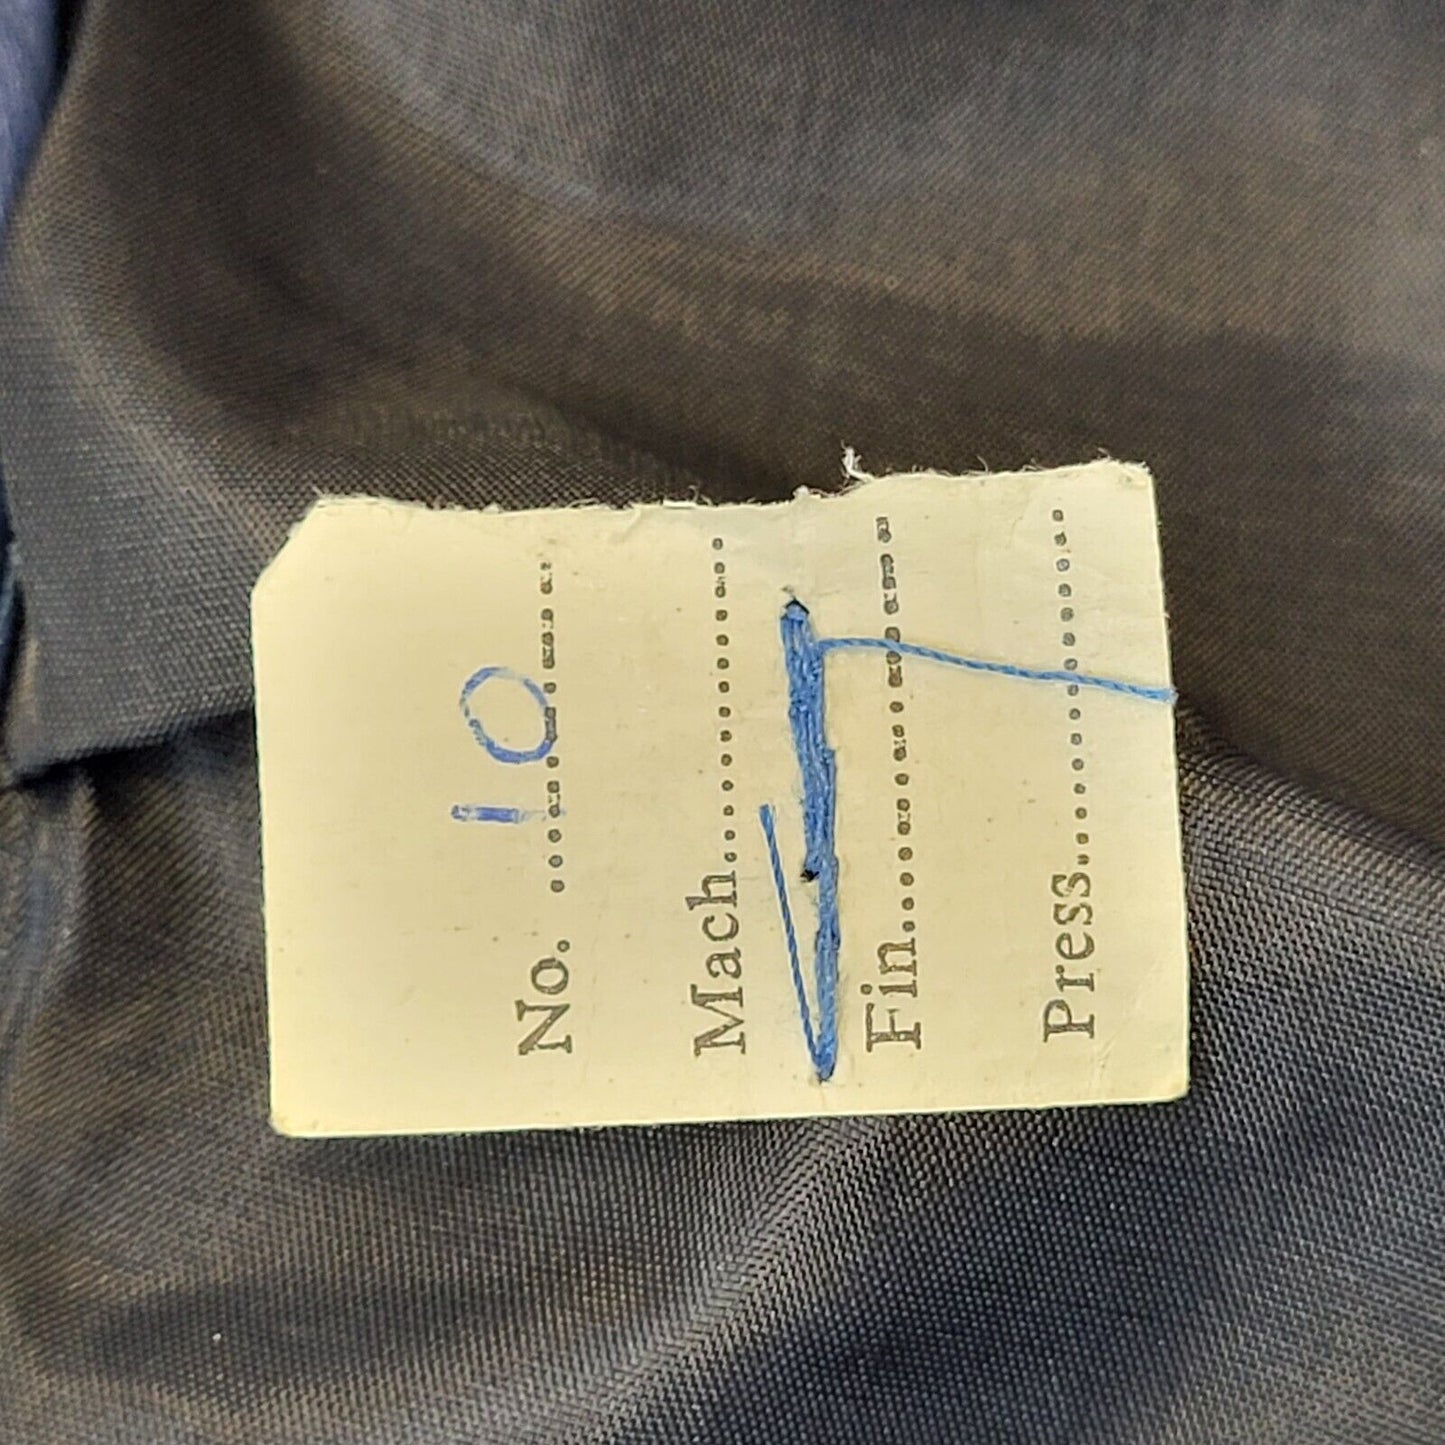 No. 10
Mach.
Fin.
Press.